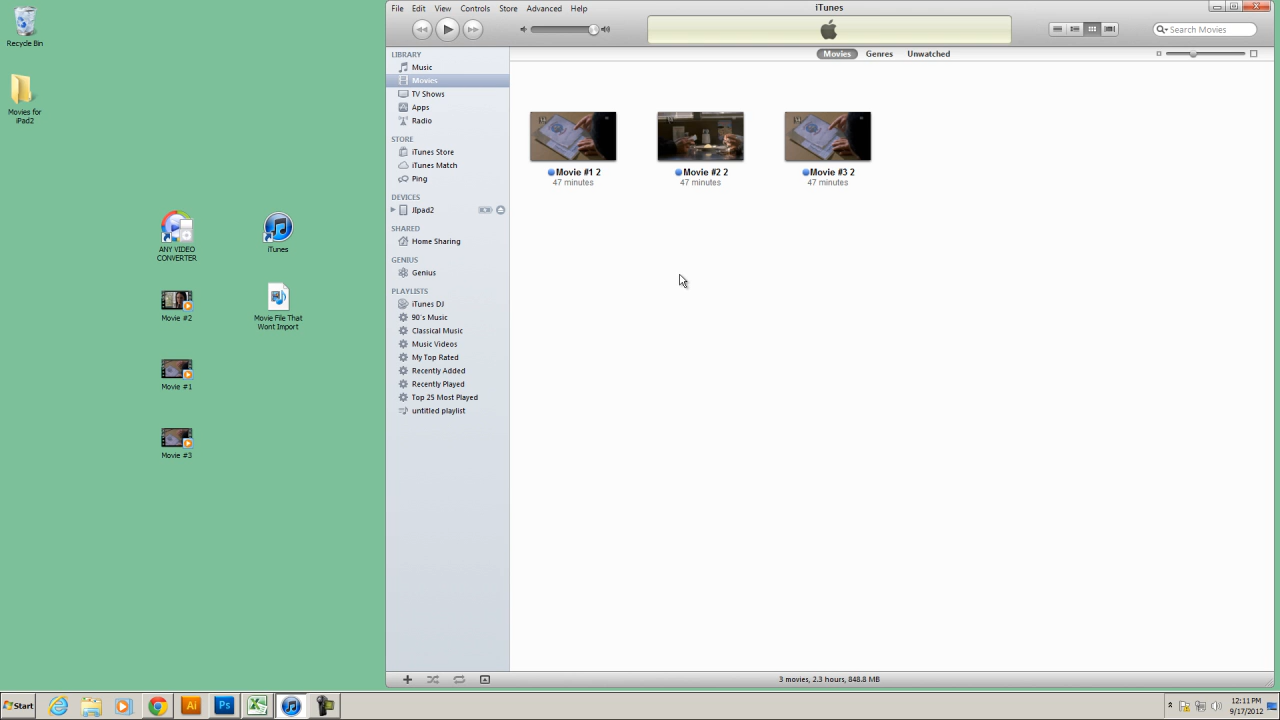 Recycle Bin
Movies for
iPad2
ANY VIDEO
CONVERTER
iTunes
Movie #2
Movie File That
Wont Import
Movie #1
Movie #3
File Edit View Controls Store Advanced Help
iTunes
Search Movies
Movies Genres Unwatched
LIBRARY
Music
Movies
TV Shows
Apps
Radio
STORE
iTunes Store
iTunes Match
Ping
DEVICES
JIpad2
SHARED
Home Sharing
GENIUS
Genius
PLAYLISTS
iTunes DJ
90's Music
Classical Music
Music Videos
My Top Rated
Recently Added
Recently Played
Top 25 Most Played
untitled playlist
Movie #1 2
47 minutes
Movie #2 2
47 minutes
Movie #3 2
47 minutes
3 movies, 2.3 hours, 848.8 MB
Start
Ai
Ps
12:11 PM
9/17/2012